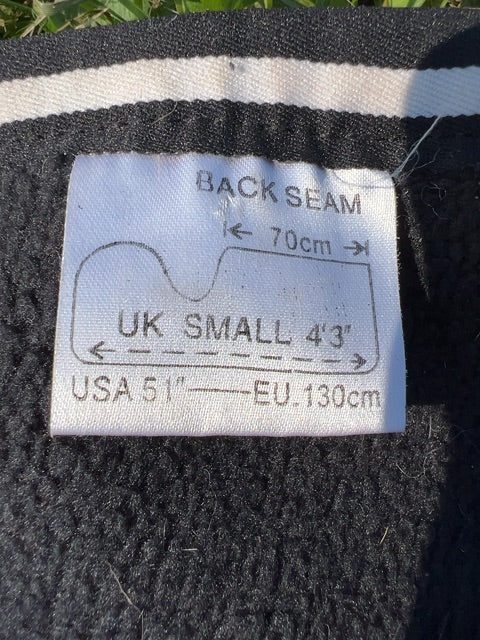 BACK SEAM
70cm
UK SMALL 4'3"
USA 51"——EU.130cm